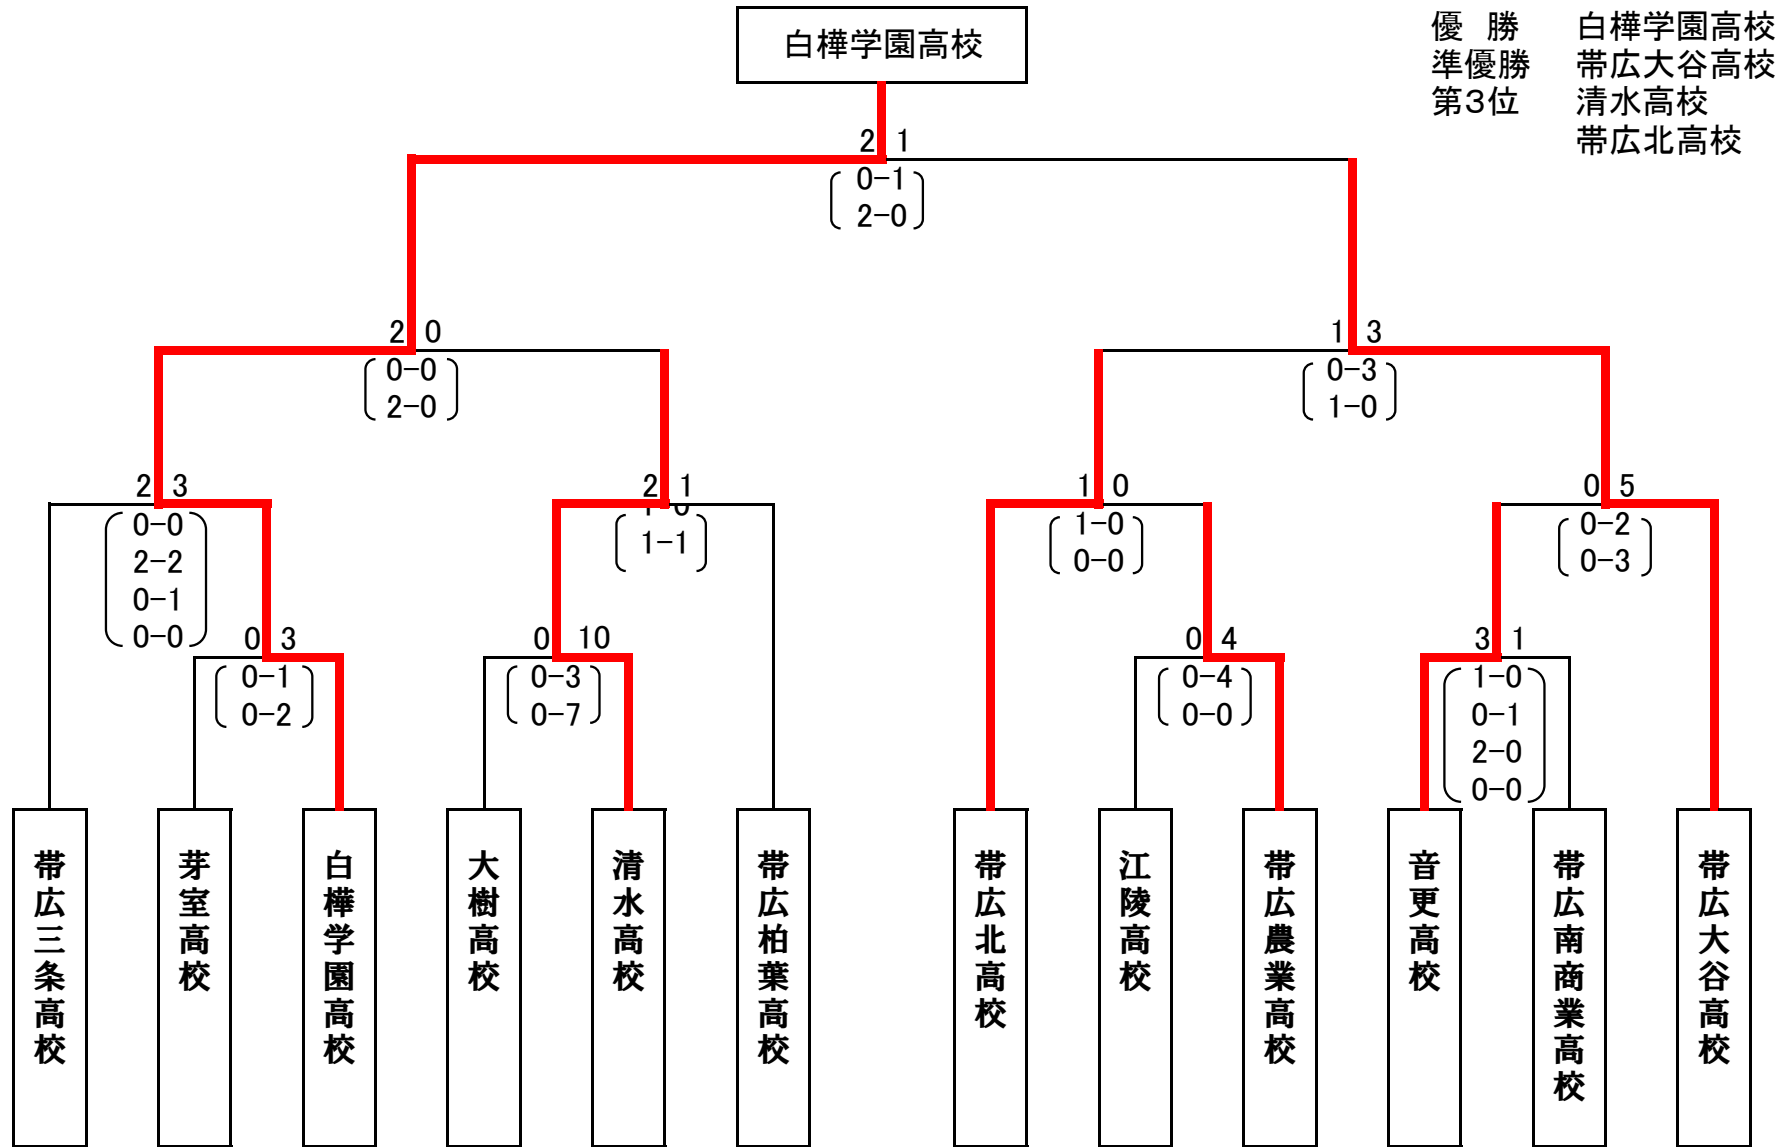 白樺学園高校
優 勝 白樺学園高校
準優勝 帯広大谷高校
第3位 清水高校
帯広北高校
2 1
0-1
2-0
2 0
0-0
2-0
1 3
0-3
1-0
2 3
0-0
2-2
0-1
0-0
2 1
1-1
1 0
1-0
0-0
0 5
0-2
0-3
0 3
0-1
0-2
0 10
0-3
0-7
0 4
0-4
0-0
3 1
1-0
0-1
2-0
0-0
帯広三条高校
芽室高校
白樺学園高校
大樹高校
清水高校
帯広柏葉高校
帯広北高校
江陵高校
帯広農業高校
音更高校
帯広南商業高校
帯広大谷高校